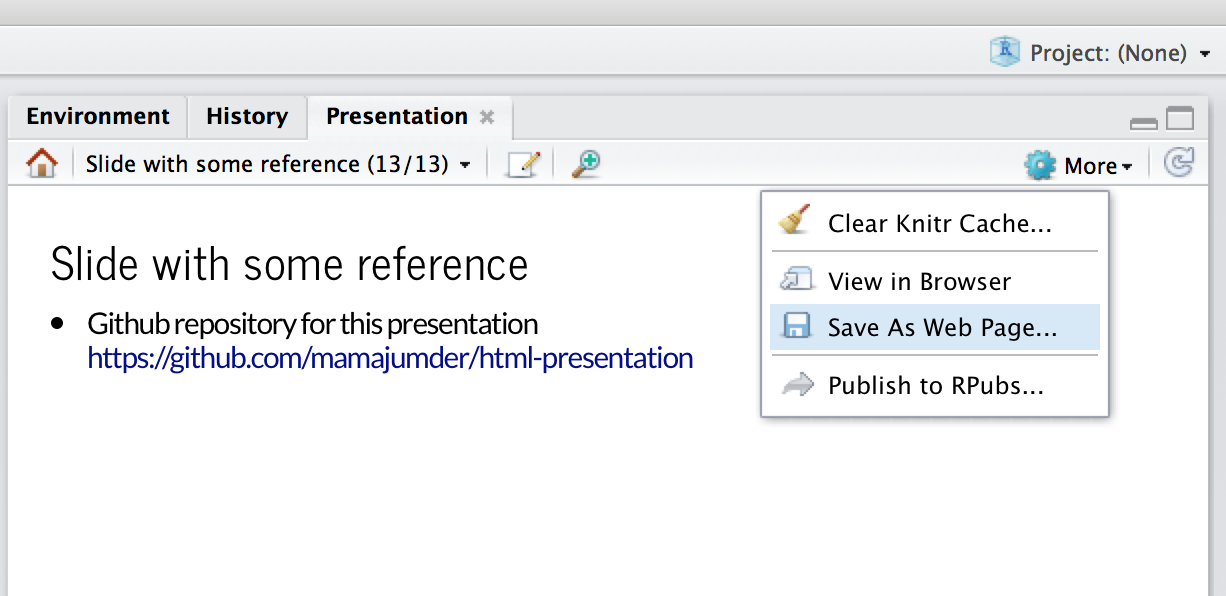 Project: (None)
Environment
History
Presentation
Slide with some reference (13/13)
More
Clear Knitr Cache...
View in Browser
Save As Web Page...
Publish to RPubs...
Slide with some reference
Github repository for this presentation
https://github.com/mamajumder/html-presentation